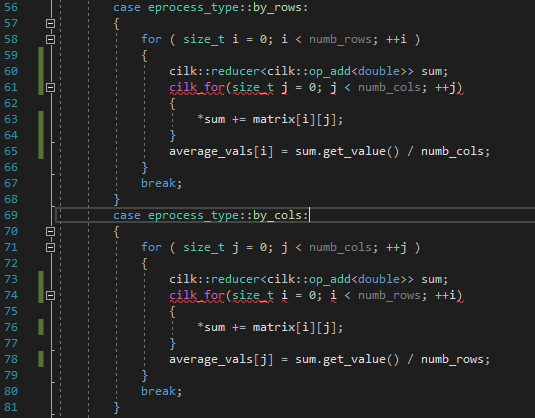 56 case eprocess_type::by_rows:
57 {
58 for ( size_t i = 0; i < numb_rows; ++i )
59 {
60 cilk::reducer<cilk::op_add<double>> sum;
61 cilk_for(size_t j = 0; j < numb_cols; ++j)
62 {
63 *sum += matrix[i][j];
64 }
65 average_vals[i] = sum.get_value() / numb_cols;
66 }
67 break;
68 }
69 case eprocess_type::by_cols:
70 {
71 for ( size_t j = 0; j < numb_cols; ++j )
72 {
73 cilk::reducer<cilk::op_add<double>> sum;
74 cilk_for(size_t i = 0; i < numb_rows; ++i)
75 {
76 *sum += matrix[i][j];
77 }
78 average_vals[j] = sum.get_value() / numb_rows;
79 }
80 break;
81 }